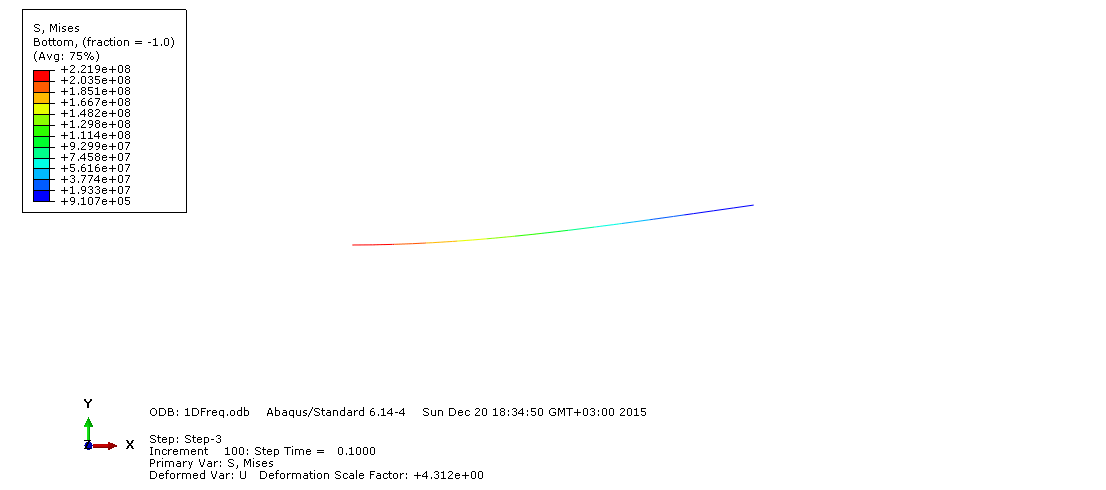 S, Mises
Bottom, (fraction = -1.0)
(Avg: 75%)
+2.219e+08
+2.035e+08
+1.851e+08
+1.667e+08
+1.482e+08
+1.298e+08
+1.114e+08
+9.299e+07
+7.458e+07
+5.616e+07
+3.774e+07
+1.933e+07
+9.107e+05
Y
X
ODB: 1DFreq.odb    Abaqus/Standard 6.14-4    Sun Dec 20 18:34:50 GMT+03:00 2015
Step: Step-3
Increment    100: Step Time =   0.1000
Primary Var: S, Mises
Deformed Var: U   Deformation Scale Factor: +4.312e+00